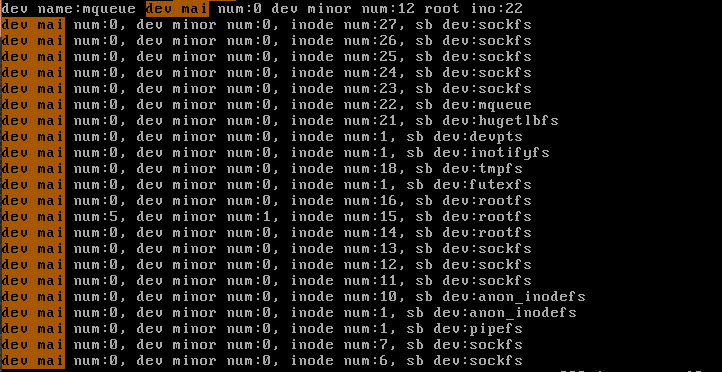 dev name:mqueue dev mai num:0 dev minor num:12 root ino:22
dev mai num:0, dev minor num:0, inode num:27, sb dev:sockfs
dev mai num:0, dev minor num:0, inode num:26, sb dev:sockfs
dev mai num:0, dev minor num:0, inode num:25, sb dev:sockfs
dev mai num:0, dev minor num:0, inode num:24, sb dev:sockfs
dev mai num:0, dev minor num:0, inode num:23, sb dev:sockfs
dev mai num:0, dev minor num:0, inode num:22, sb dev:mqueue
dev mai num:0, dev minor num:0, inode num:21, sb dev:hugetlbfs
dev mai num:0, dev minor num:0, inode num:1, sb dev:devpts
dev mai num:0, dev minor num:0, inode num:1, sb dev:inotifyfs
dev mai num:0, dev minor num:0, inode num:18, sb dev:tmpfs
dev mai num:0, dev minor num:0, inode num:1, sb dev:futexfs
dev mai num:0, dev minor num:0, inode num:16, sb dev:rootfs
dev mai num:5, dev minor num:1, inode num:15, sb dev:rootfs
dev mai num:0, dev minor num:0, inode num:14, sb dev:rootfs
dev mai num:0, dev minor num:0, inode num:13, sb dev:sockfs
dev mai num:0, dev minor num:0, inode num:12, sb dev:sockfs
dev mai num:0, dev minor num:0, inode num:11, sb dev:sockfs
dev mai num:0, dev minor num:0, inode num:10, sb dev:anon_inodefs
dev mai num:0, dev minor num:0, inode num:1, sb dev:anon_inodefs
dev mai num:0, dev minor num:0, inode num:1, sb dev:pipefs
dev mai num:0, dev minor num:0, inode num:7, sb dev:sockfs
dev mai num:0, dev minor num:0, inode num:6, sb dev:sockfs